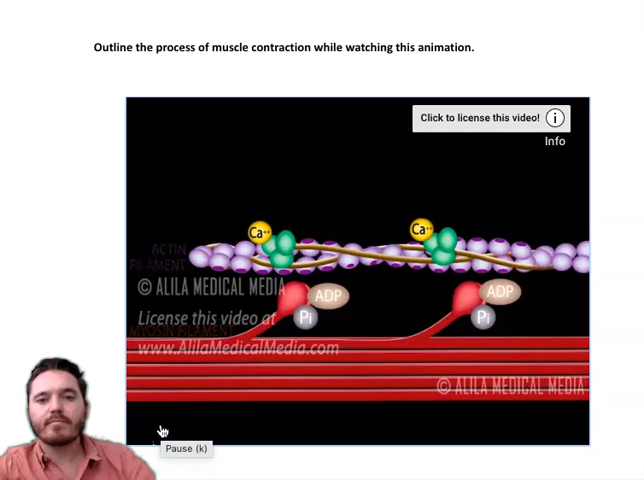 Outline the process of muscle contraction while watching this animation.
Click to license this video! i
Info
Ca++
Ca++
ACTIN
FILAMENT
© ALILA MEDICAL MEDIA
ADP
ADP
Pi
Pi
License this video at
MYOSIN FILAMENT
www.AlilaMedicalMedia.com
© ALILA MEDICAL MEDIA
Pause (k)